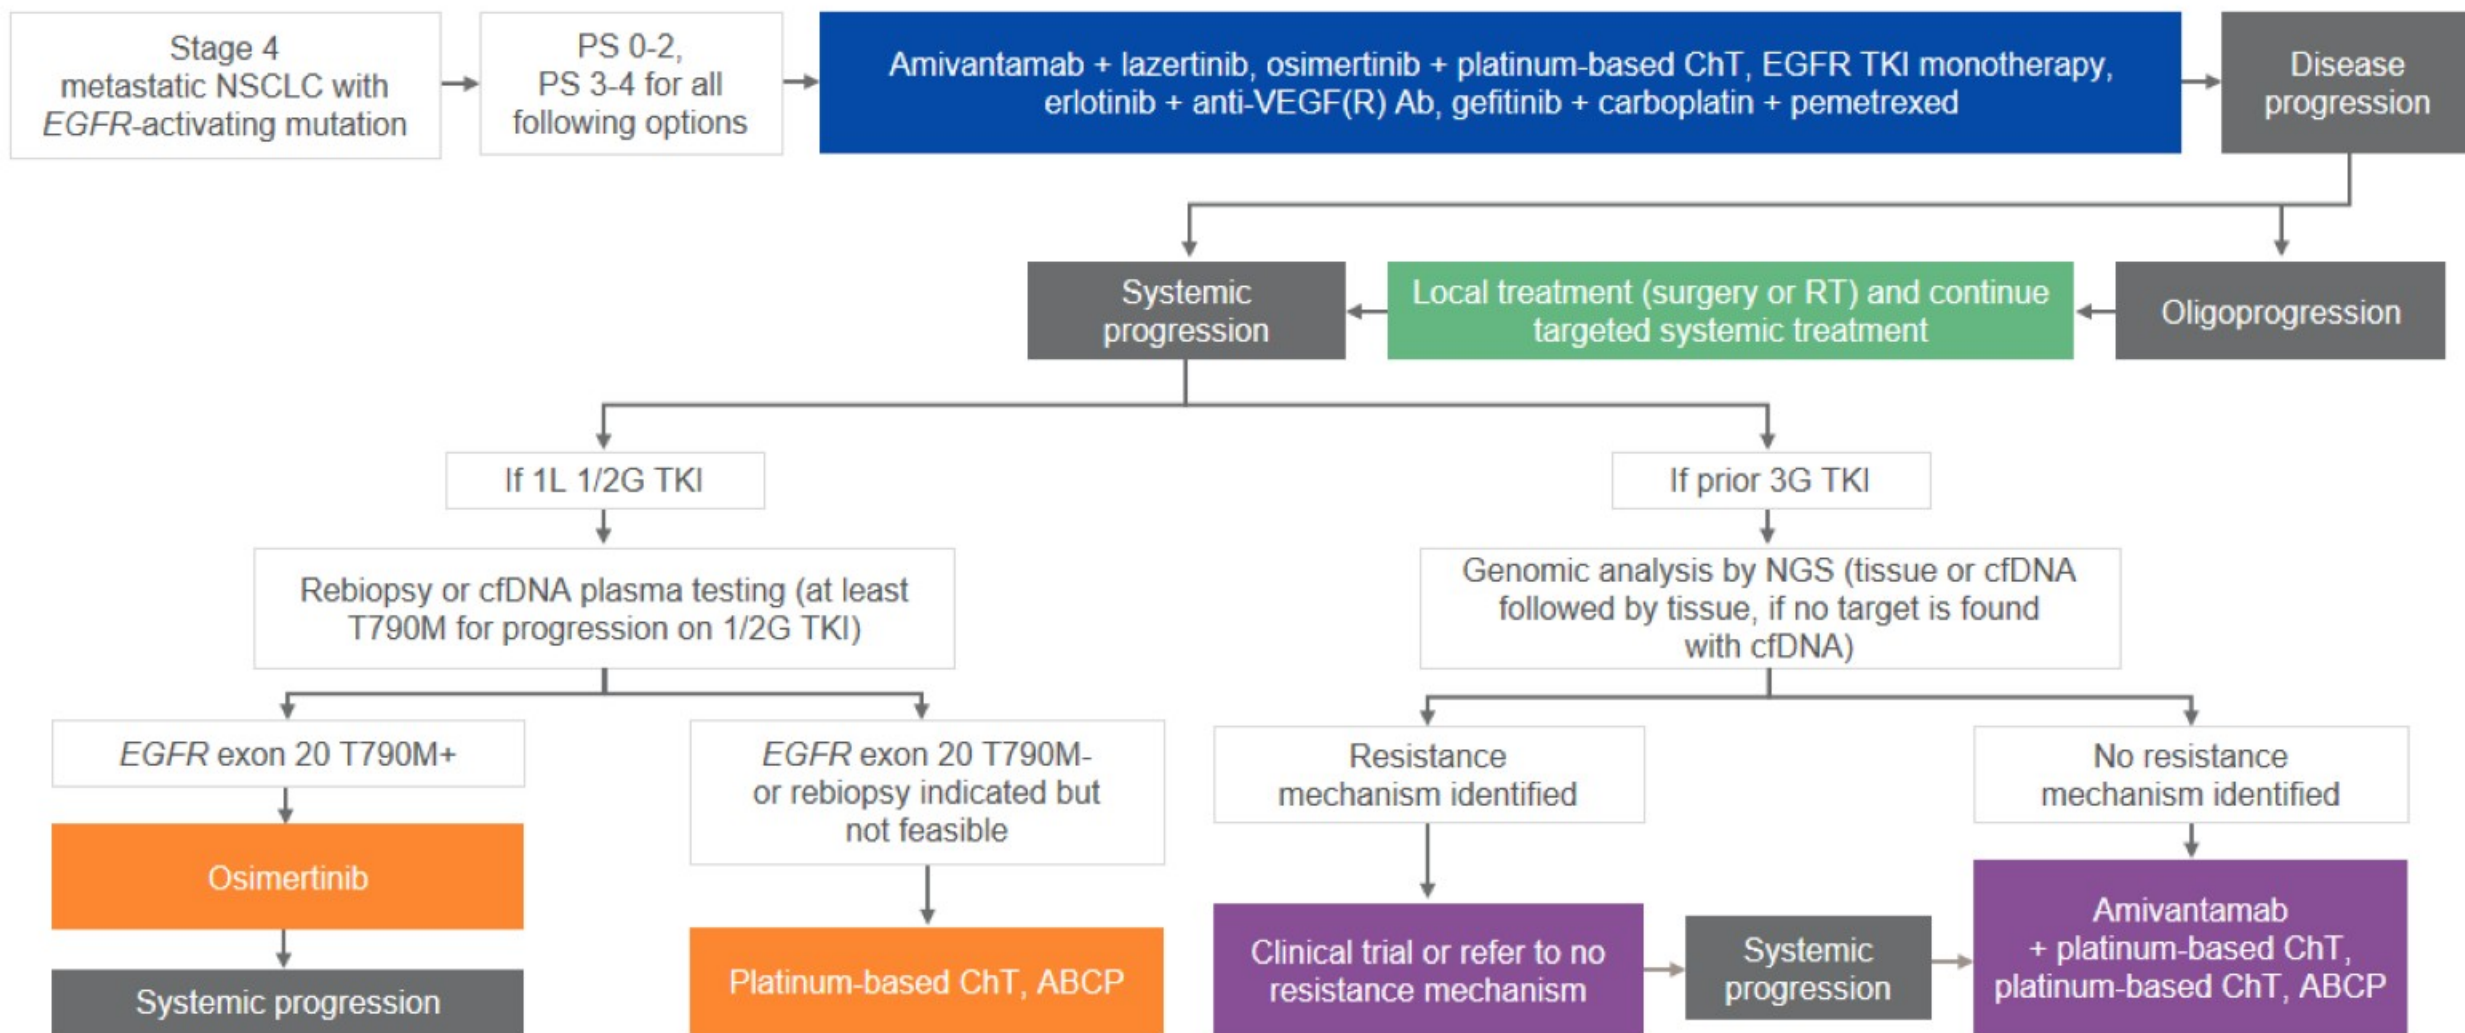 Stage 4
metastatic NSCLC with
EGFR-activating mutation
PS 0-2,
PS 3-4 for all
following options
Amivantamab + lazertinib, osimertinib + platinum-based ChT, EGFR TKI monotherapy,
erlotinib + anti-VEGF(R) Ab, gefitinib + carboplatin + pemetrexed
Disease
progression
Systemic
progression
Local treatment (surgery or RT) and continue
targeted systemic treatment
Oligoprogression
If 1L 1/2G TKI
If prior 3G TKI
Rebiopsy or cfDNA plasma testing (at least
T790M for progression on 1/2G TKI)
Genomic analysis by NGS (tissue or cfDNA
followed by tissue, if no target is found
with cfDNA)
EGFR exon 20 T790M+
EGFR exon 20 T790M-
or rebiopsy indicated but
not feasible
Resistance
mechanism identified
No resistance
mechanism identified
Osimertinib
Systemic progression
Platinum-based ChT, ABCP
Clinical trial or refer to no
resistance mechanism
Systemic
progression
Amivantamab
+ platinum-based ChT,
platinum-based ChT, ABCP